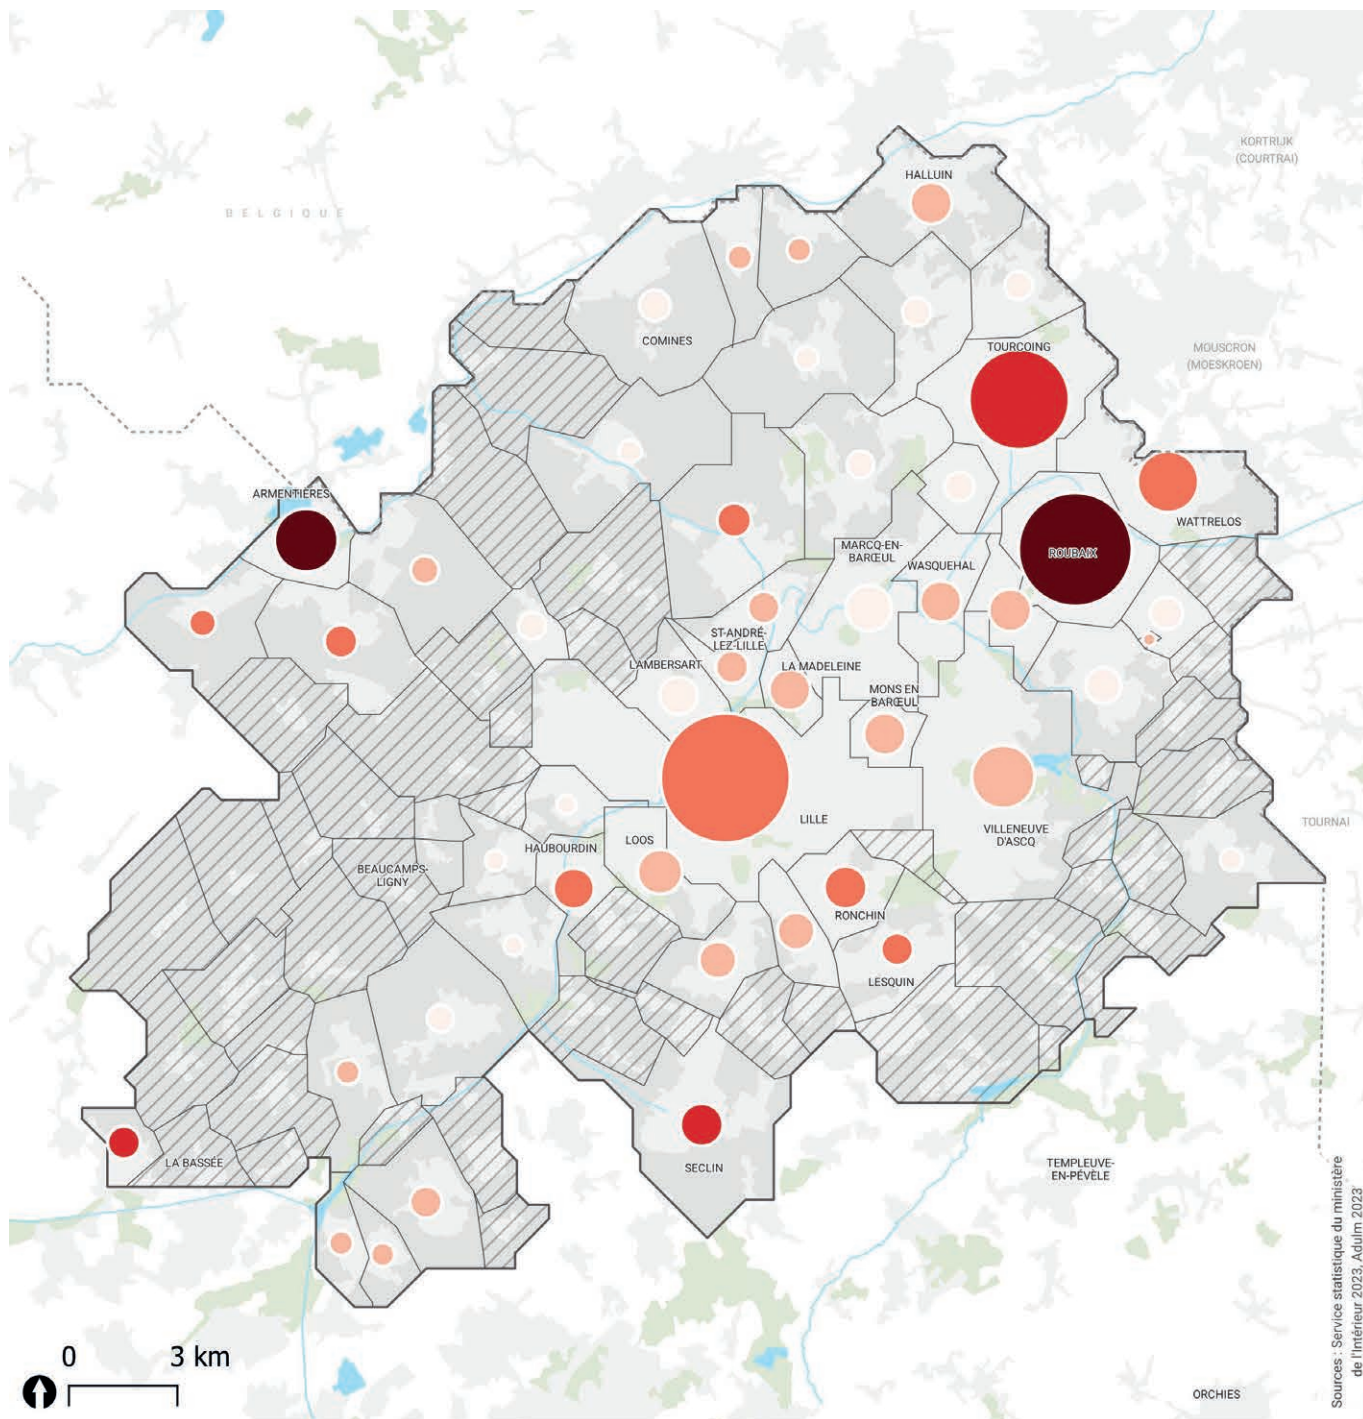 KORTRIJK
(COURTRAI)
HALLUIN
BELGIQUE
COMINES
TOURCOING
MOUSCRON
(MOESKROEN)
ARMENTIÈRES
WATTRELOS
MARCQ-EN-
BARŒUL
ROUBAIX
WASQUEHAL
ST-ANDRÉ-
LEZ-LILLE
LAMBERSART
LA MADELEINE
MONS EN
BARŒUL
LILLE
TOURNAI
VILLENEUVE
D'ASCQ
LOOS
HAUBOURDIN
BEAUCAMPS-
LIGNY
RONCHIN
LESQUIN
LA BASSÉE
SECLIN
TEMPLEUVE-
EN-PÉVÈLE
0 3 km
ORCHIES
Sources : Service statistique du ministère
de l'Intérieur 2023, Adulm 2023